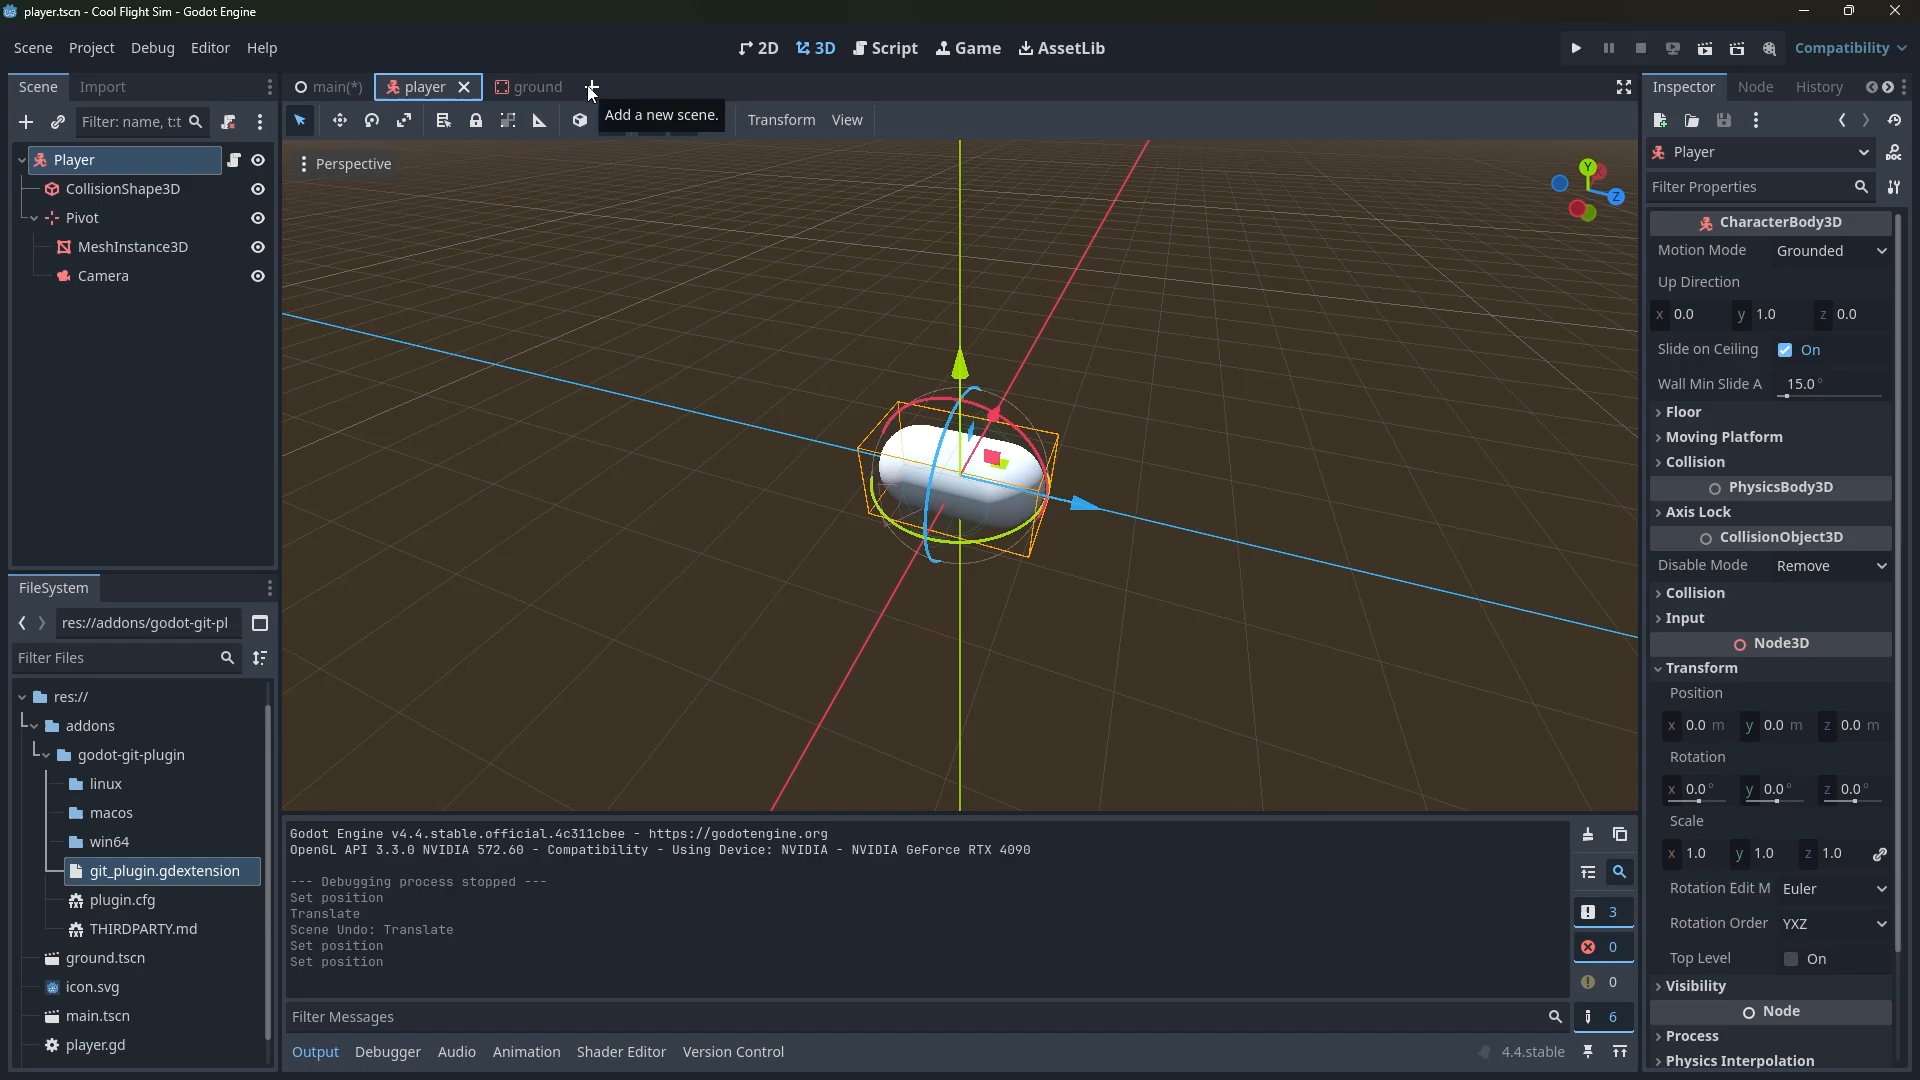 player.tscn - Cool Flight Sim - Godot Engine
Scene Project Debug Editor Help
2D 3D Script Game AssetLib
Compatibility
Scene Import
main(*) player ground
Add a new scene.
Filter: name, t:t
Transform View
Perspective
Y
Z
Player
CollisionShape3D
Pivot
MeshInstance3D
Camera
FileSystem
res://addons/godot-git-pl
Filter Files
res://
addons
godot-git-plugin
linux
macos
win64
git_plugin.gdextension
plugin.cfg
THIRDPARTY.md
ground.tscn
icon.svg
main.tscn
player.gd
Godot Engine v4.4.stable.official.4c311cbee - https://godotengine.org
OpenGL API 3.3.0 NVIDIA 572.60 - Compatibility - Using Device: NVIDIA - NVIDIA GeForce RTX 4090
--- Debugging process stopped ---
Set position
Translate
Scene Undo: Translate
Set position
Set position
3
0
0
6
Filter Messages
Output Debugger Audio Animation Shader Editor Version Control
4.4.stable
Inspector Node History
Player
DOC
Filter Properties
CharacterBody3D
Motion Mode Grounded
Up Direction
x 0.0 y 1.0 z 0.0
Slide on Ceiling On
Wall Min Slide A 15.0 °
Floor
Moving Platform
Collision
PhysicsBody3D
Axis Lock
CollisionObject3D
Disable Mode Remove
Collision
Input
Node3D
Transform
Position
x 0.0 m y 0.0 m z 0.0 m
Rotation
x 0.0 ° y 0.0 ° z 0.0 °
Scale
x 1.0 y 1.0 z 1.0
Rotation Edit M Euler
Rotation Order YXZ
Top Level On
Visibility
Node
Process
Physics Interpolation